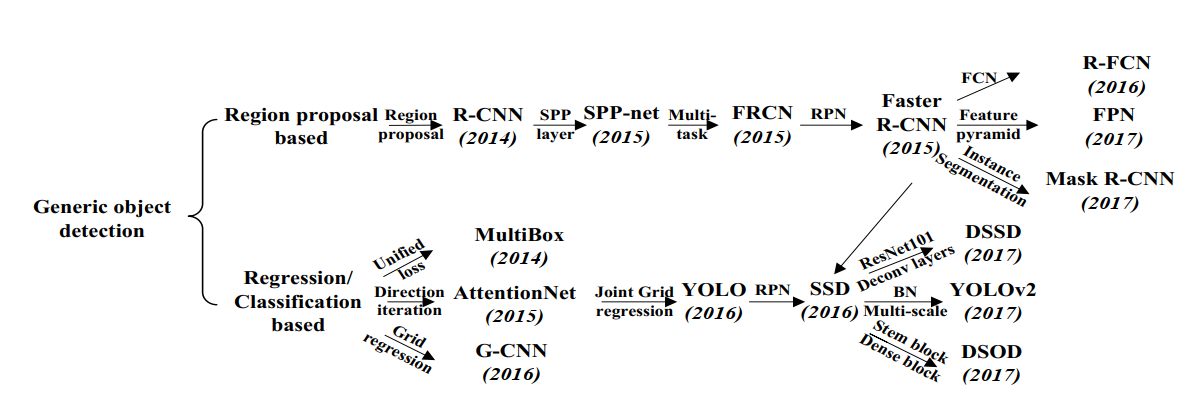 Generic object
detection
Region proposal
based
Region
proposal
R-CNN
(2014)
SPP
layer
SPP-net
(2015)
Multi-
task
FRCN
(2015)
RPN
Faster
R-CNN
(2015)
FCN
R-FCN
(2016)
Feature
pyramid
FPN
(2017)
Instance
Segmentation
Mask R-CNN
(2017)
Regression/
Classification
based
Unified
loss
MultiBox
(2014)
Direction
iteration
AttentionNet
(2015)
Grid
regression
G-CNN
(2016)
Joint Grid
regression
YOLO
(2016)
RPN
SSD
(2016)
ResNet101
Deconv layers
DSSD
(2017)
BN
Multi-scale
YOLOv2
(2017)
Stem block
Dense block
DSOD
(2017)